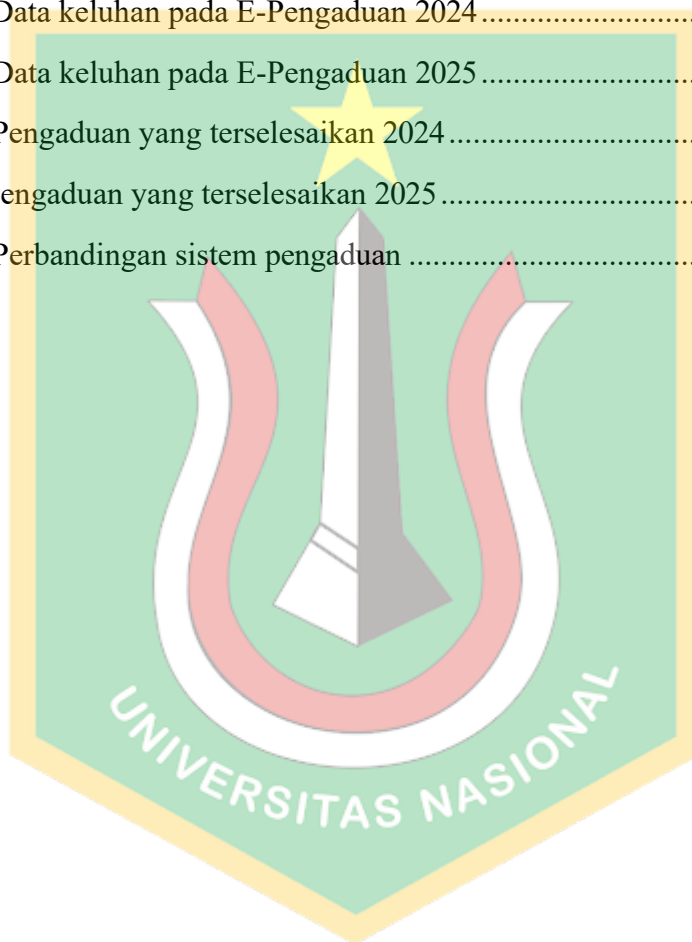 Data keluhan pada E-Pengaduan 2024
Data keluhan pada E-Pengaduan 2025
Pengaduan yang terselesaikan 2024
engaduan yang terselesaikan 2025
Perbandingan sistem pengaduan
UNIVERSITAS NASIONAL